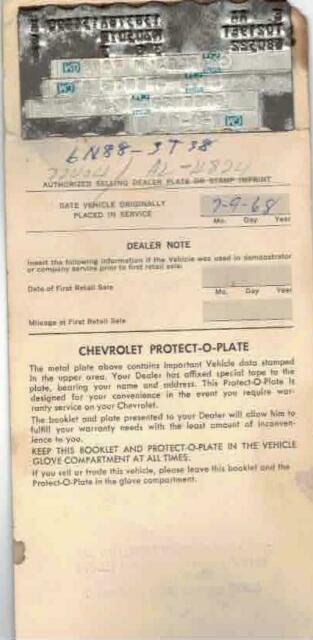 GM
GM
GM
GM
6N88-3T38
AUTHORIZED SELLING DEALER PLATE OR STAMP IMPRINT
DATE VEHICLE ORIGINALLY
PLACED IN SERVICE
7-9-68
Mo. Day Year
DEALER NOTE
Insert the following information if the Vehicle was used in demonstrator
or company service prior to first retail sale:
Date of First Retail Sale
Mo. Day Year
Mileage at First Retail Sale
CHEVROLET PROTECT-O-PLATE
The metal plate above contains important Vehicle data stamped
in the upper area. Your Dealer has affixed special tape to the
plate, bearing your name and address. This Protect-O-Plate is
designed for your convenience in the event you require war-
ranty service on your Chevrolet.
The booklet and plate presented to your Dealer will allow him to
fulfill your warranty needs with the least amount of inconven-
ience to you.
KEEP THIS BOOKLET AND PROTECT-O-PLATE IN THE VEHICLE
GLOVE COMPARTMENT AT ALL TIMES.
If you sell or trade this vehicle, please leave this booklet and the
Protect-O-Plate in the glove compartment.